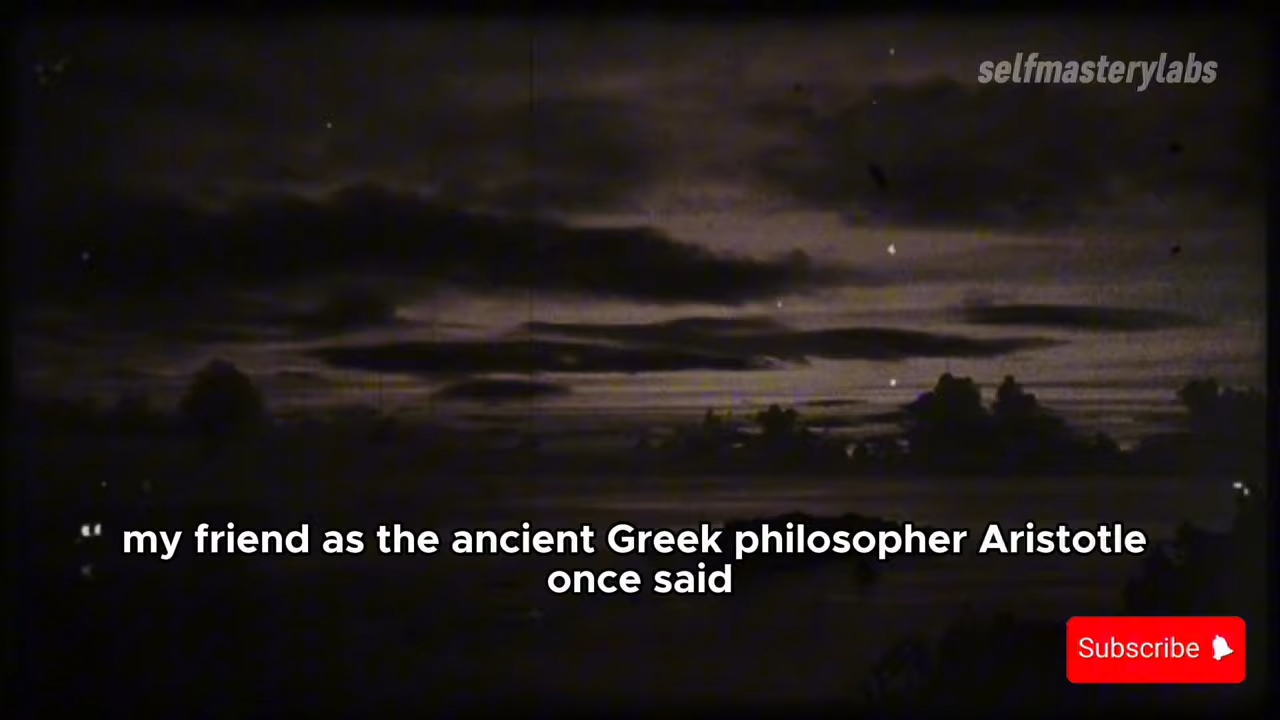 selfmasterylabs
my friend as the ancient Greek philosopher Aristotle
once said
Subscribe